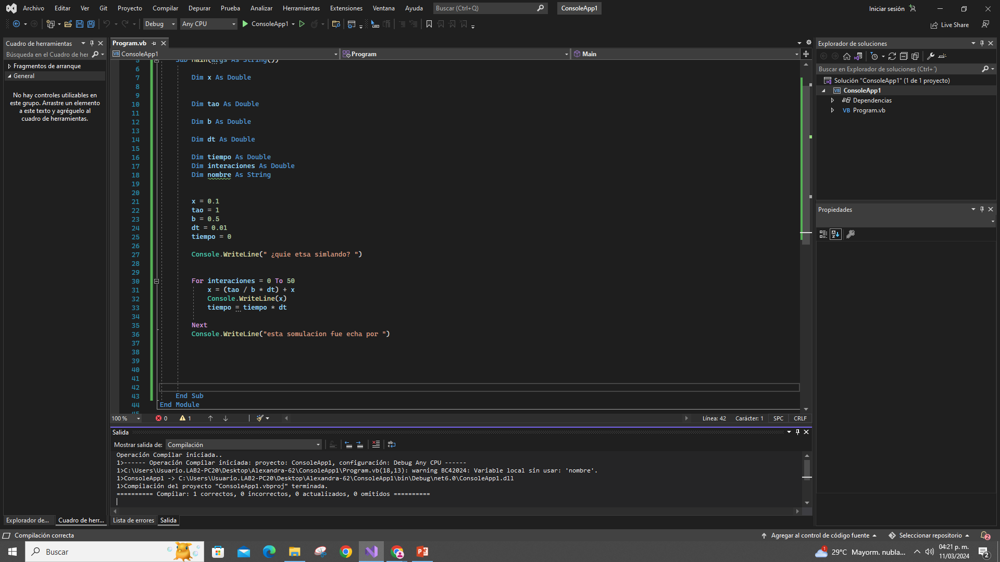 Archivo Editar Ver Git Proyecto Compilar Depurar Prueba Analizar Herramientas Extensiones Ventana Ayuda Buscar (Ctrl+Q) ConsoleApp1 Iniciar sesión
Debug Any CPU ConsoleApp1 Live Share
Cuadro de herramientas
Búsqueda en el Cuadro de her
Fragmentos de arranque
General
No hay controles utilizables en
este grupo. Arrastre un elemento
a este texto y agréguelo al
cuadro de herramientas.
Program.vb
ConsoleApp1 Program Main
5 Sub Main(args As String())
6
7 Dim x As Double
8
9
10 Dim tao As Double
11
12 Dim b As Double
13
14 Dim dt As Double
15
16 Dim tiempo As Double
17 Dim interaciones As Double
18 Dim nombre As String
19
20
21 x = 0.1
22 tao = 1
23 b = 0.5
24 dt = 0.01
25 tiempo = 0
26
27 Console.WriteLine(" ¿quie etsa simlando? ")
28
29
30 For interaciones = 0 To 50
31 x = (tao / b * dt) + x
32 Console.WriteLine(x)
33 tiempo = tiempo * dt
34
35 Next
36 Console.WriteLine("esta somulacion fue echa por ")
37
38
39
40
41
42
43 End Sub
44 End Module
45
100 % 0 1 Línea: 42 Carácter: 1 SPC CRLF
Salida
Mostrar salida de: Compilación
Operación Compilar iniciada..
1>------ Operación Compilar iniciada: proyecto: ConsoleApp1, configuración: Debug Any CPU ------
1>C:\Users\Usuario.LAB2-PC20\Desktop\Alexandra-62\ConsoleApp1\Program.vb(18,13): warning BC42024: Variable local sin usar: 'nombre'.
1>ConsoleApp1 -> C:\Users\Usuario.LAB2-PC20\Desktop\Alexandra-62\ConsoleApp1\bin\Debug\net6.0\ConsoleApp1.dll
1>Compilación del proyecto "ConsoleApp1.vbproj" terminada.
========== Compilar: 1 correctos, 0 incorrectos, 0 actualizados, 0 omitidos ==========
Explorador de soluciones
Buscar en Explorador de soluciones (Ctrl+´)
Solución "ConsoleApp1" (1 de 1 proyecto)
VB ConsoleApp1
Dependencias
VB Program.vb
Propiedades
Explorador de... Cuadro de herr... Lista de errores Salida
Compilación correcta Agregar al control de código fuente Seleccionar repositorio 2
Buscar 1 29°C Mayorm. nubla... 04:21 p. m.
11/03/2024 2